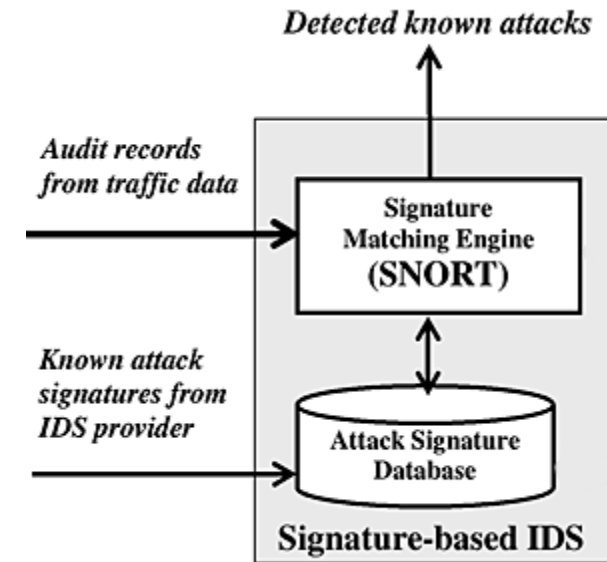 Detected known attacks
Audit records
from traffic data
Signature
Matching Engine
(SNORT)
Known attack
signatures from
IDS provider
Attack Signature
Database
Signature-based IDS